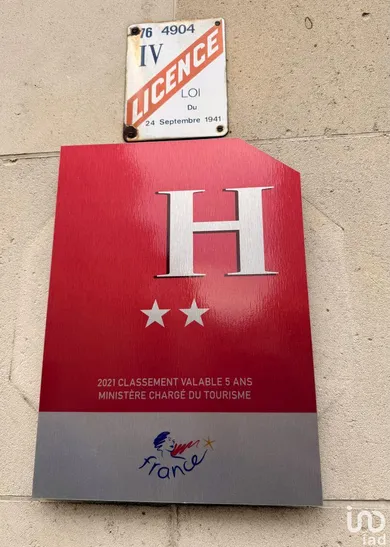 76 4904
IV
LICENCE
LOI
Du
24 Septembre 1941
H
2021 CLASSEMENT VALABLE 5 ANS
MINISTÈRE CHARGÉ DU TOURISME
france
iad